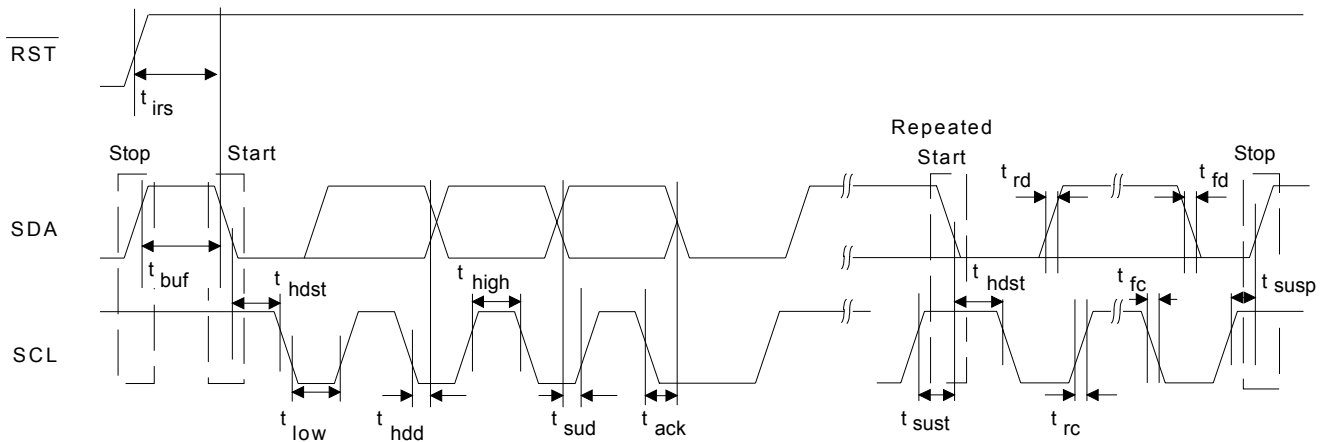 RST
t irs
Repeated
Stop
Start
Start
Stop
t rd
t fd
SDA
t buf
t hdst
t high
t hdst
t fc
t susp
SCL
t low
t hdd
t sud
t ack
t sust
t rc